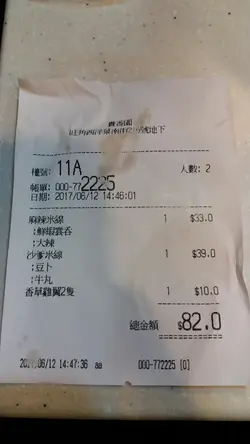 檯號: 11A 人數: 2
帳單: 000-772225
日期: 2017/06/12 14:46:01
麻辣米線 1 $33.0
:鮮蝦雲吞
:大辣
沙爹米線 1 $39.0
:豆卜
:牛丸
香草雞翼2隻 1 $10.0
總金額 $82.0
2017/06/12 14:47:36 aa 000-772225 [0]